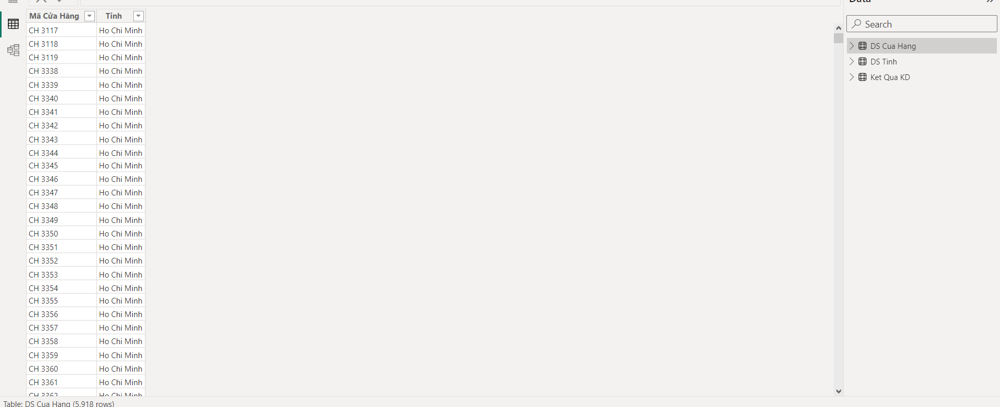 Data
Mã Cửa Hàng Tỉnh
CH 3117 Ho Chi Minh
CH 3118 Ho Chi Minh
CH 3119 Ho Chi Minh
CH 3338 Ho Chi Minh
CH 3339 Ho Chi Minh
CH 3340 Ho Chi Minh
CH 3341 Ho Chi Minh
CH 3342 Ho Chi Minh
CH 3343 Ho Chi Minh
CH 3344 Ho Chi Minh
CH 3345 Ho Chi Minh
CH 3346 Ho Chi Minh
CH 3347 Ho Chi Minh
CH 3348 Ho Chi Minh
CH 3349 Ho Chi Minh
CH 3350 Ho Chi Minh
CH 3351 Ho Chi Minh
CH 3352 Ho Chi Minh
CH 3353 Ho Chi Minh
CH 3354 Ho Chi Minh
CH 3355 Ho Chi Minh
CH 3356 Ho Chi Minh
CH 3357 Ho Chi Minh
CH 3358 Ho Chi Minh
CH 3359 Ho Chi Minh
CH 3360 Ho Chi Minh
CH 3361 Ho Chi Minh
CH 3362 Ho Chi Minh
Search
DS Cua Hang
DS Tinh
Ket Qua KD
Table: DS Cua Hang (5,918 rows)